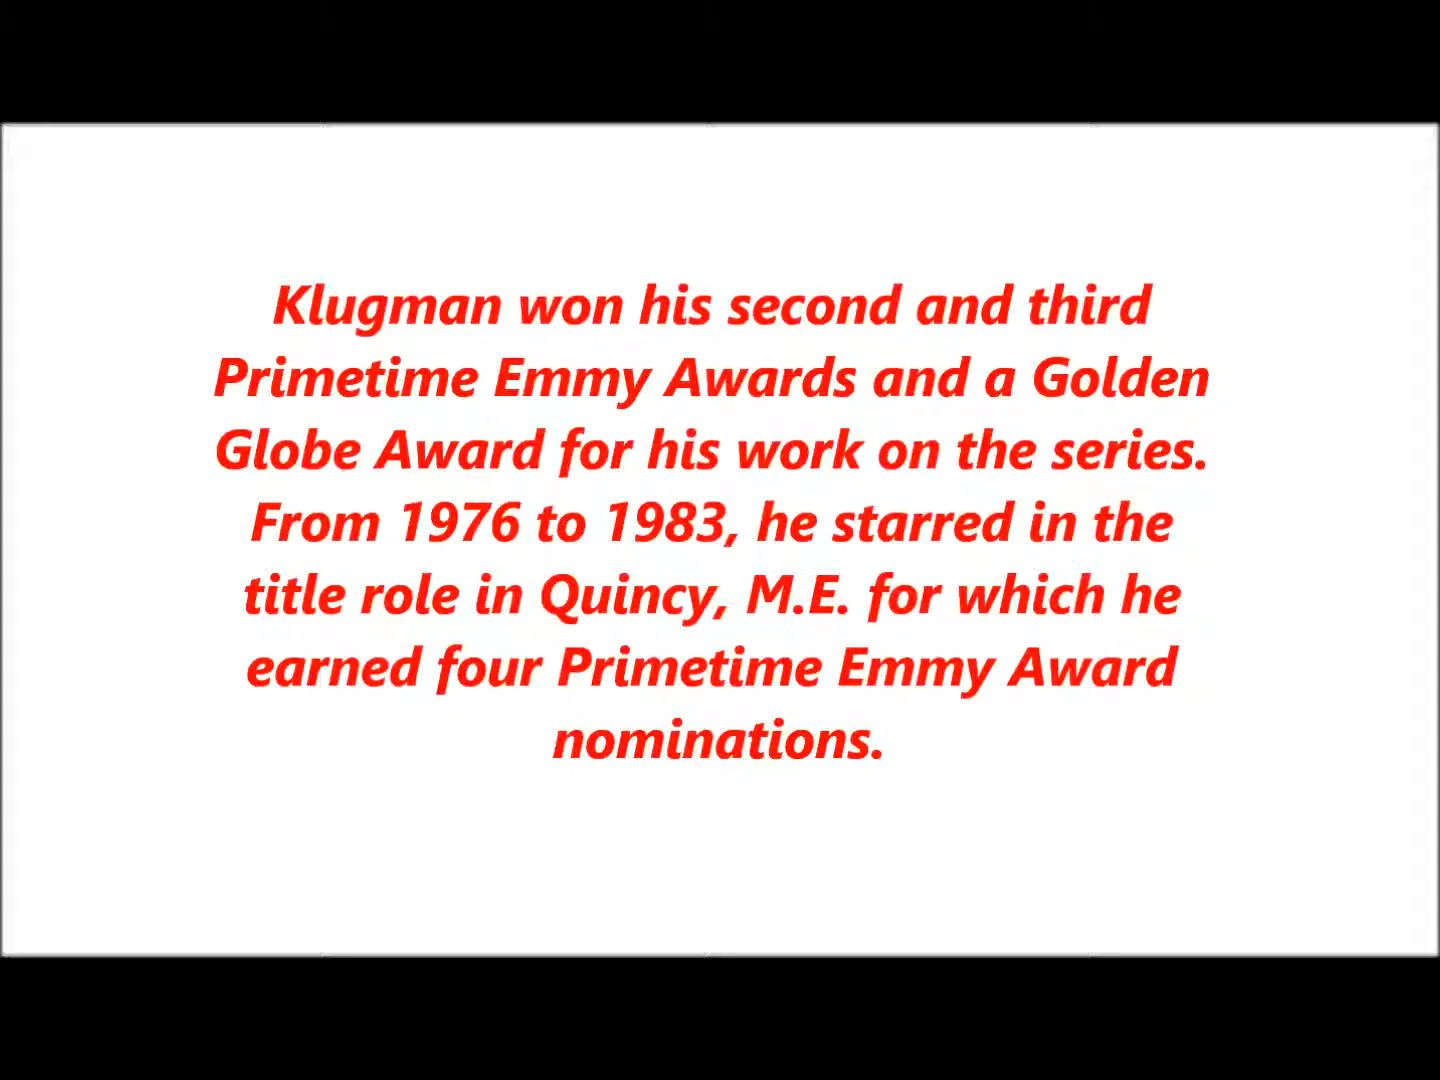 Klugman won his second and third
Primetime Emmy Awards and a Golden
Globe Award for his work on the series.
From 1976 to 1983, he starred in the
title role in Quincy, M.E. for which he
earned four Primetime Emmy Award
nominations.